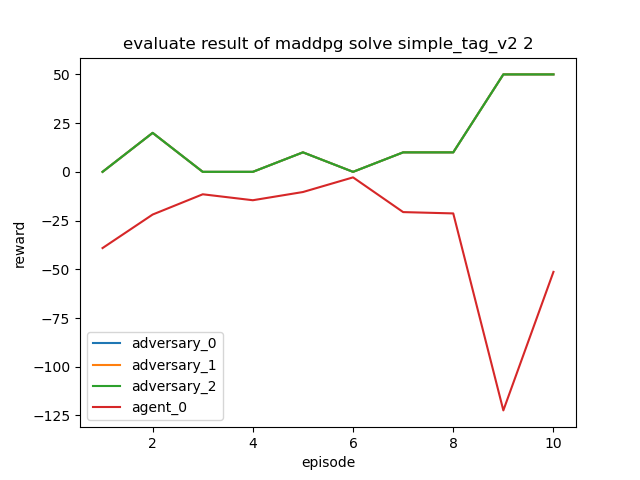 evaluate result of maddpg solve simple_tag_v2 2
50
25
0
−25
−50
−75
−100
−125
reward
adversary_0
adversary_1
adversary_2
agent_0
2
4
6
8
10
episode